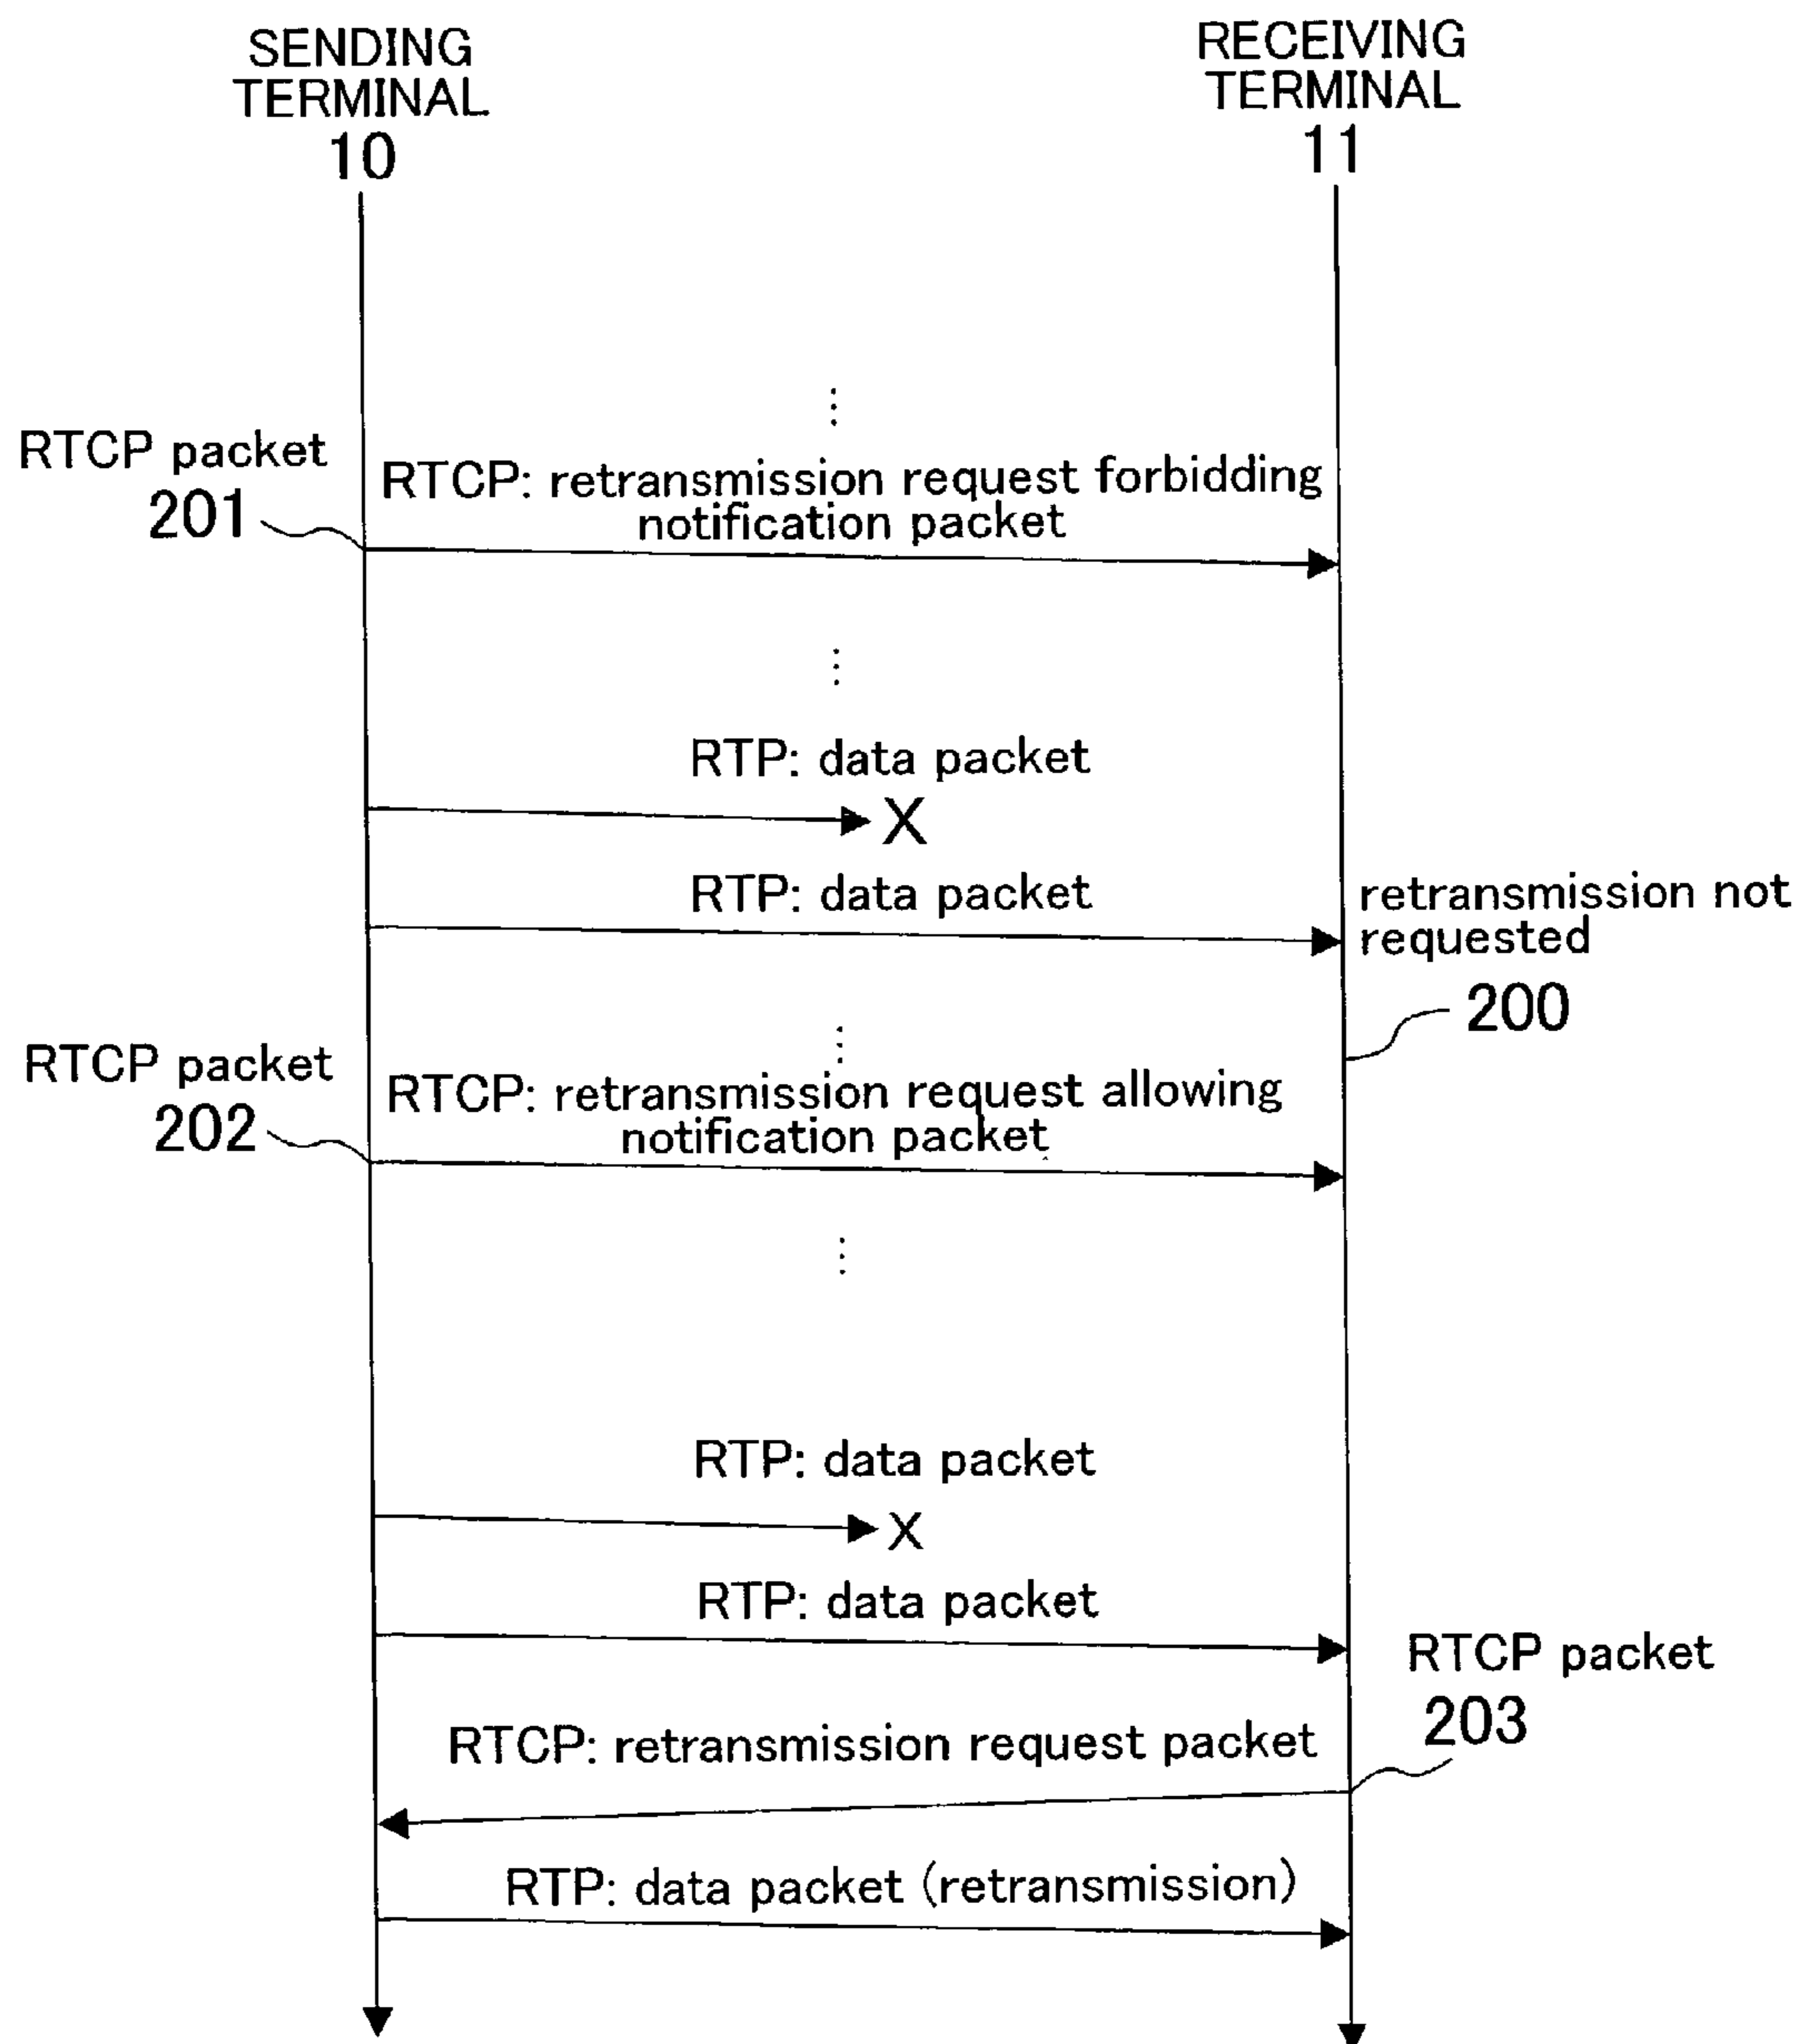 SENDING
TERMINAL
10
RECEIVING
TERMINAL
11
RTCP packet
201
RTCP: retransmission request forbidding
notification packet
RTP: data packet
X
RTP: data packet
retransmission not
requested
200
RTCP packet
202
RTCP: retransmission request allowing
notification packet
RTP: data packet
X
RTP: data packet
RTCP packet
203
RTCP: retransmission request packet
RTP: data packet (retransmission)